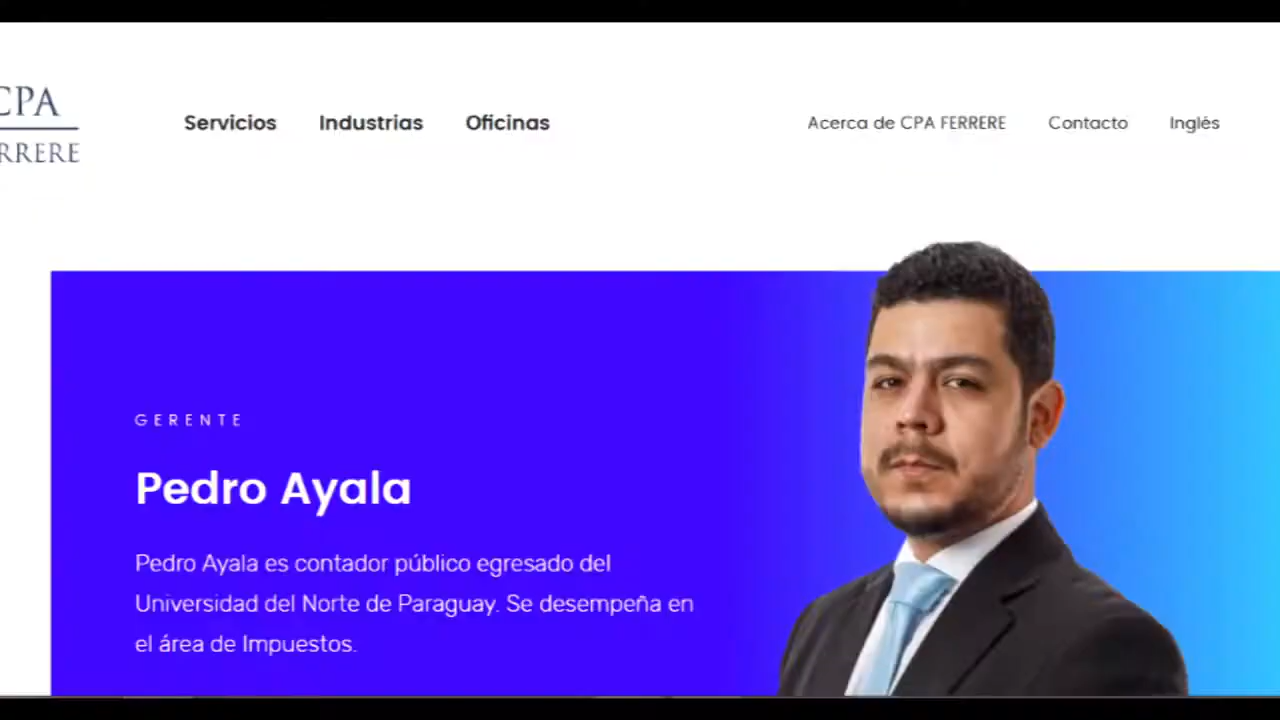 CPA
RRERE
Servicios Industrias Oficinas Acerca de CPA FERRERE Contacto Inglés
GERENTE
Pedro Ayala
Pedro Ayala es contador público egresado del
Universidad del Norte de Paraguay. Se desempeña en
el área de Impuestos.